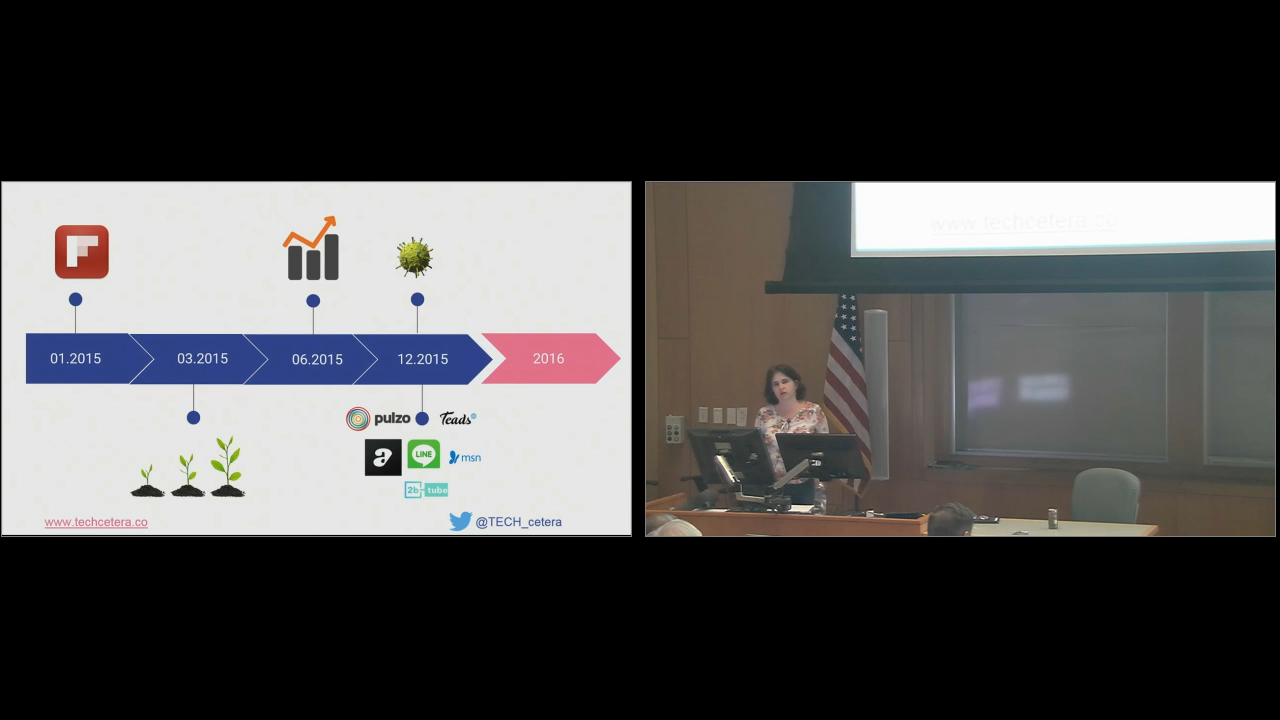 01.2015
03.2015
06.2015
12.2015
2016
pulzo
Teads
a
LINE
msn
2b tube
www.techcetera.co
@TECH_cetera
www.techcetera.co